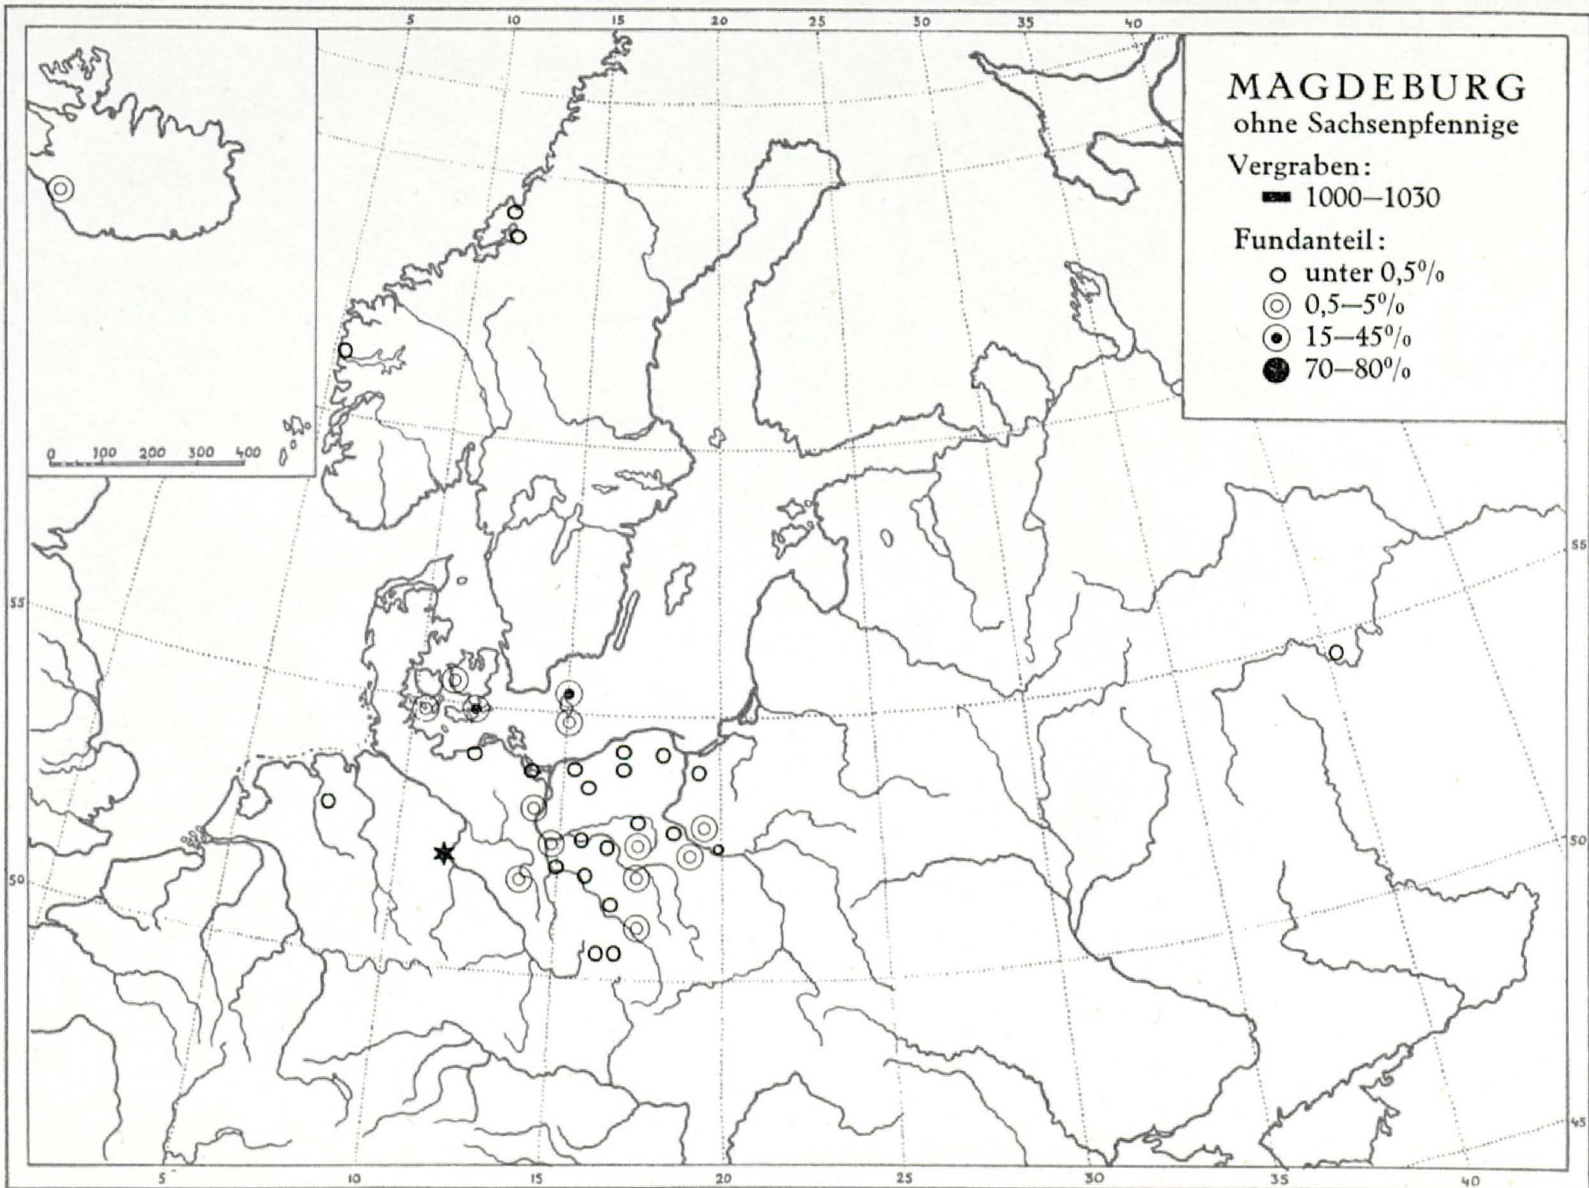 5 10 15 20 25 30 35 40
MAGDEBURG
ohne Sachsenpfennige
Vergraben:
1000—1030
Fundanteil:
unter 0,5%
0,5—5%
15—45%
70—80%
0 100 200 300 400
55 55
50 50
45
5 10 15 20 25 30 35 40